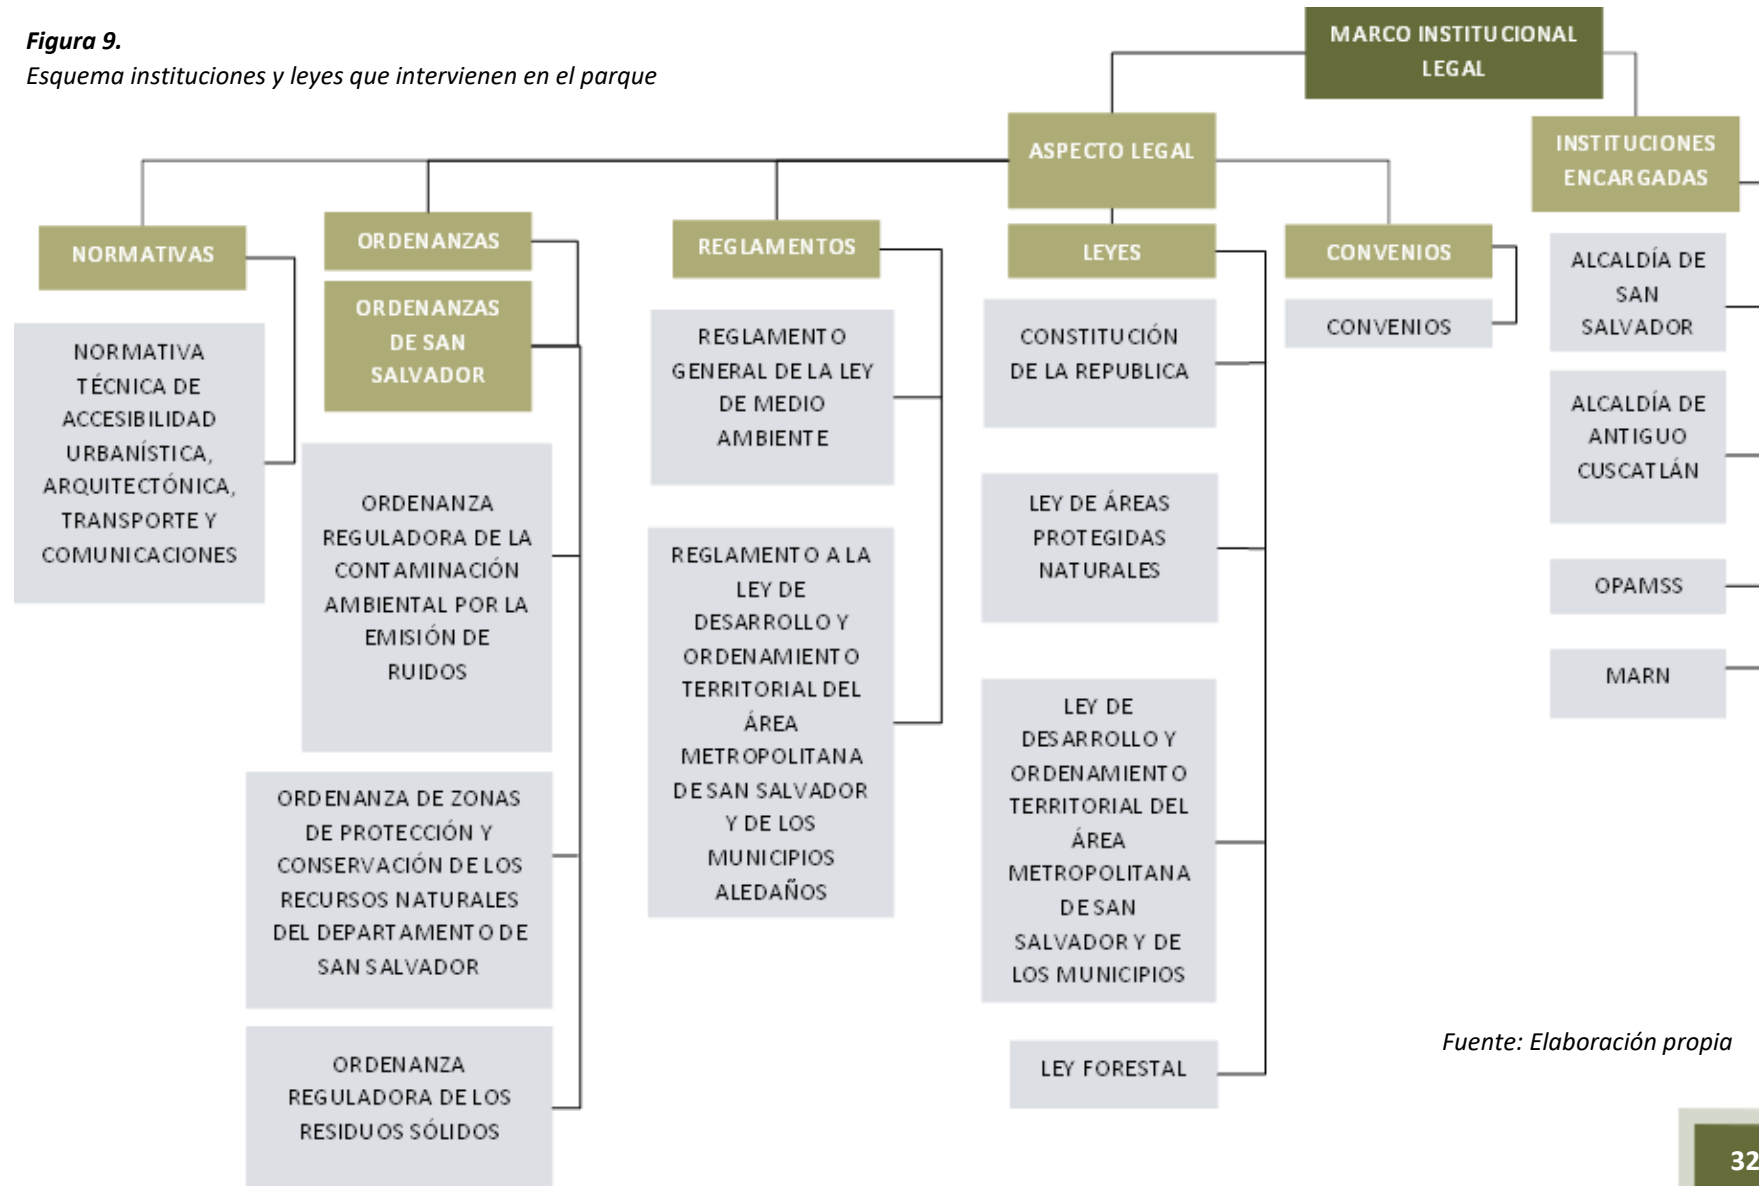 Figura 9.
Esquema instituciones y leyes que intervienen en el parque
MARCO INSTITUCIONAL
LEGAL
ASPECTO LEGAL
INSTITUCIONES
ENCARGADAS
NORMATIVAS
NORMATIVA
TÉCNICA DE
ACCESIBILIDAD
URBANÍSTICA,
ARQUITECTÓNICA,
TRANSPORTE Y
COMUNICACIONES
ORDENANZAS
ORDENANZAS
DE SAN
SALVADOR
ORDENANZA
REGULADORA DE LA
CONTAMINACIÓN
AMBIENTAL POR LA
EMISIÓN DE
RUIDOS
ORDENANZA DE ZONAS
DE PROTECCIÓN Y
CONSERVACIÓN DE LOS
RECURSOS NATURALES
DEL DEPARTAMENTO DE
SAN SALVADOR
ORDENANZA
REGULADORA DE LOS
RESIDUOS SÓLIDOS
REGLAMENTOS
REGLAMENTO
GENERAL DE LA LEY
DE MEDIO
AMBIENTE
REGLAMENTO A LA
LEY DE
DESARROLLO Y
ORDENAMIENTO
TERRITORIAL DEL
ÁREA
METROPOLITANA
DE SAN SALVADOR
Y DE LOS
MUNICIPIOS
ALEDAÑOS
LEYES
CONSTITUCIÓN
DE LA REPUBLICA
LEY DE ÁREAS
PROTEGIDAS
NATURALES
LEY DE
DESARROLLO Y
ORDENAMIENTO
TERRITORIAL DEL
ÁREA
METROPOLITANA
DE SAN
SALVADOR Y DE
LOS MUNICIPIOS
LEY FORESTAL
CONVENIOS
CONVENIOS
ALCALDÍA DE
SAN
SALVADOR
ALCALDÍA DE
ANTIGUO
CUSCATLÁN
OPAMSS
MARN
Fuente: Elaboración propia
32